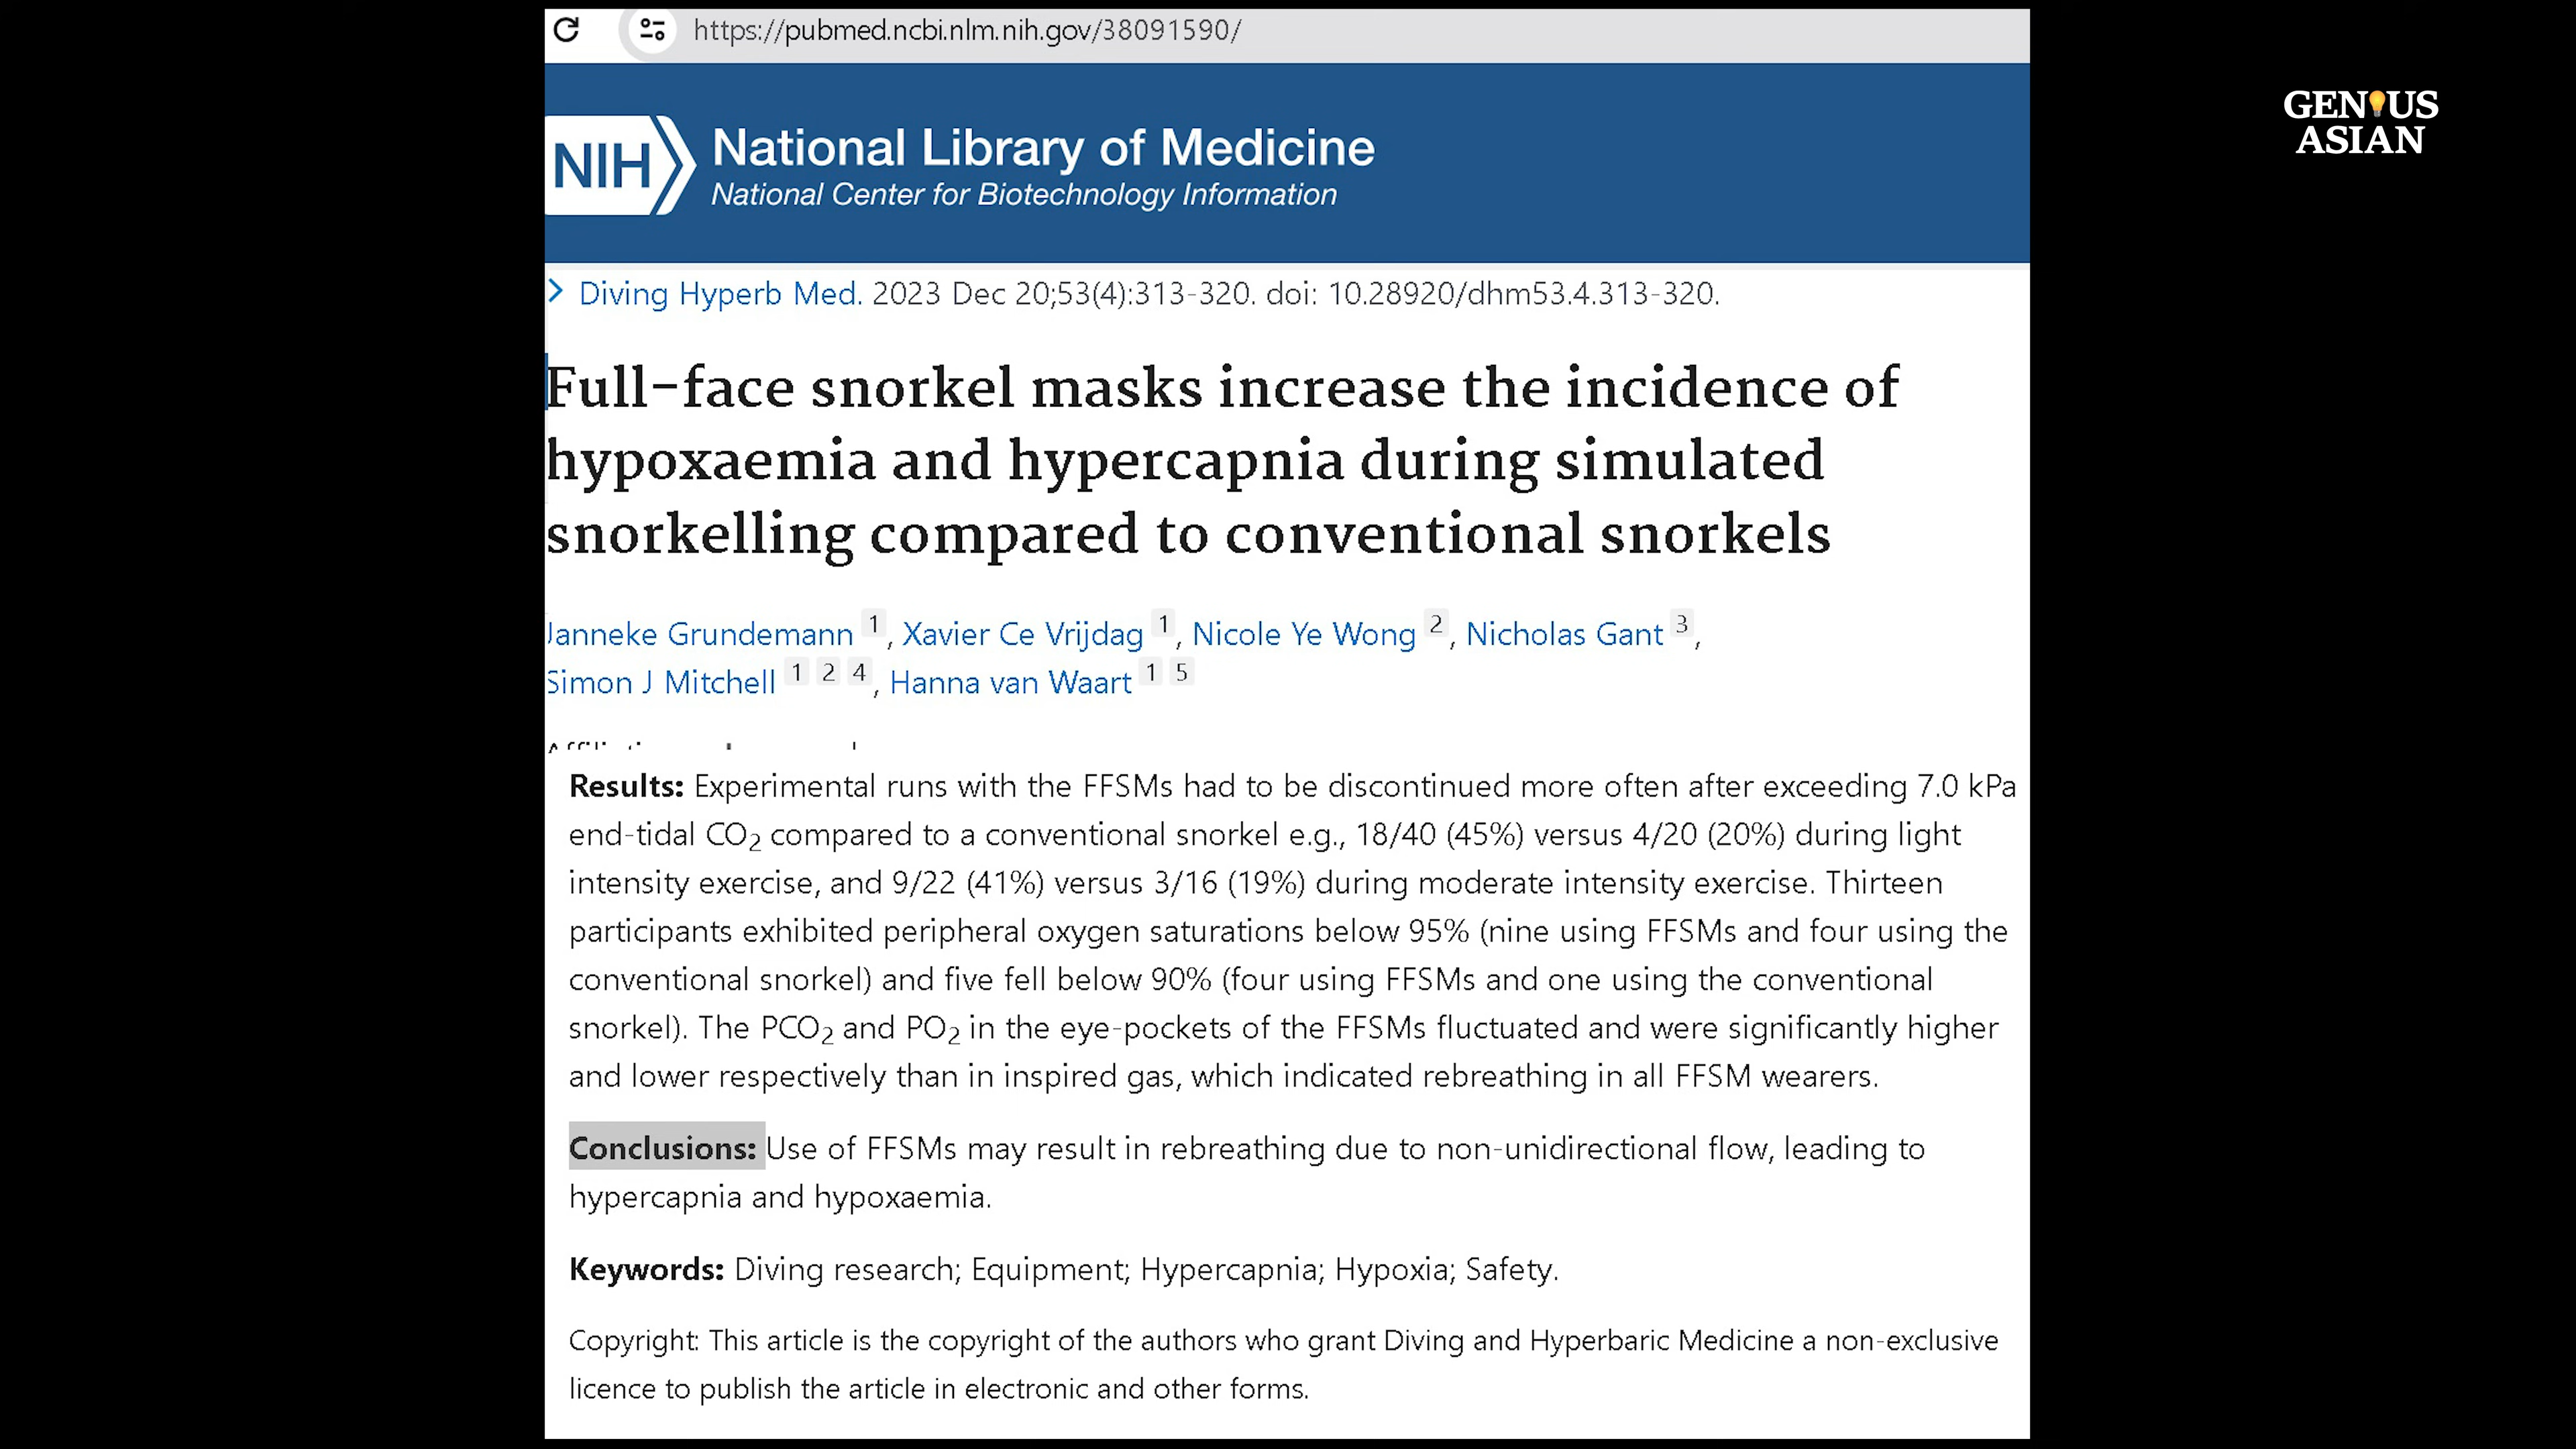 https://pubmed.ncbi.nlm.nih.gov/38091590/
GENIUS
ASIAN
NIH
National Library of Medicine
National Center for Biotechnology Information
Diving Hyperb Med. 2023 Dec 20;53(4):313-320. doi: 10.28920/dhm53.4.313-320.
Full-face snorkel masks increase the incidence of
hypoxaemia and hypercapnia during simulated
snorkelling compared to conventional snorkels
Janneke Grundemann 1, Xavier Ce Vrijdag 1, Nicole Ye Wong 2, Nicholas Gant 3,
Simon J Mitchell 1 2 4, Hanna van Waart 1 5
Results: Experimental runs with the FFSMs had to be discontinued more often after exceeding 7.0 kPa
end-tidal CO2 compared to a conventional snorkel e.g., 18/40 (45%) versus 4/20 (20%) during light
intensity exercise, and 9/22 (41%) versus 3/16 (19%) during moderate intensity exercise. Thirteen
participants exhibited peripheral oxygen saturations below 95% (nine using FFSMs and four using the
conventional snorkel) and five fell below 90% (four using FFSMs and one using the conventional
snorkel). The PCO2 and PO2 in the eye-pockets of the FFSMs fluctuated and were significantly higher
and lower respectively than in inspired gas, which indicated rebreathing in all FFSM wearers.
Conclusions: Use of FFSMs may result in rebreathing due to non-unidirectional flow, leading to
hypercapnia and hypoxaemia.
Keywords: Diving research; Equipment; Hypercapnia; Hypoxia; Safety.
Copyright: This article is the copyright of the authors who grant Diving and Hyperbaric Medicine a non-exclusive
licence to publish the article in electronic and other forms.